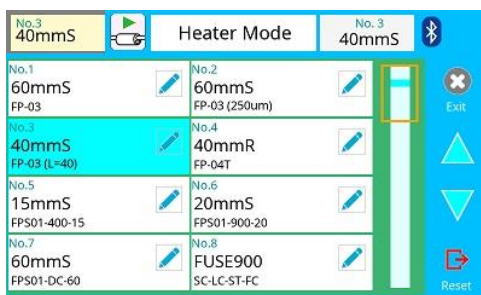 No.3
40mmS
Heater Mode
No. 3
40mmS
No.1
60mmS
FP-03
No.2
60mmS
FP-03 (250um)
Exit
No.3
40mmS
FP-03 (L=40)
No.4
40mmR
FP-04T
No.5
15mmS
FPS01-400-15
No.6
20mmS
FPS01-900-20
No.7
60mmS
FPS01-DC-60
No.8
FUSE900
SC-LC-ST-FC
Reset